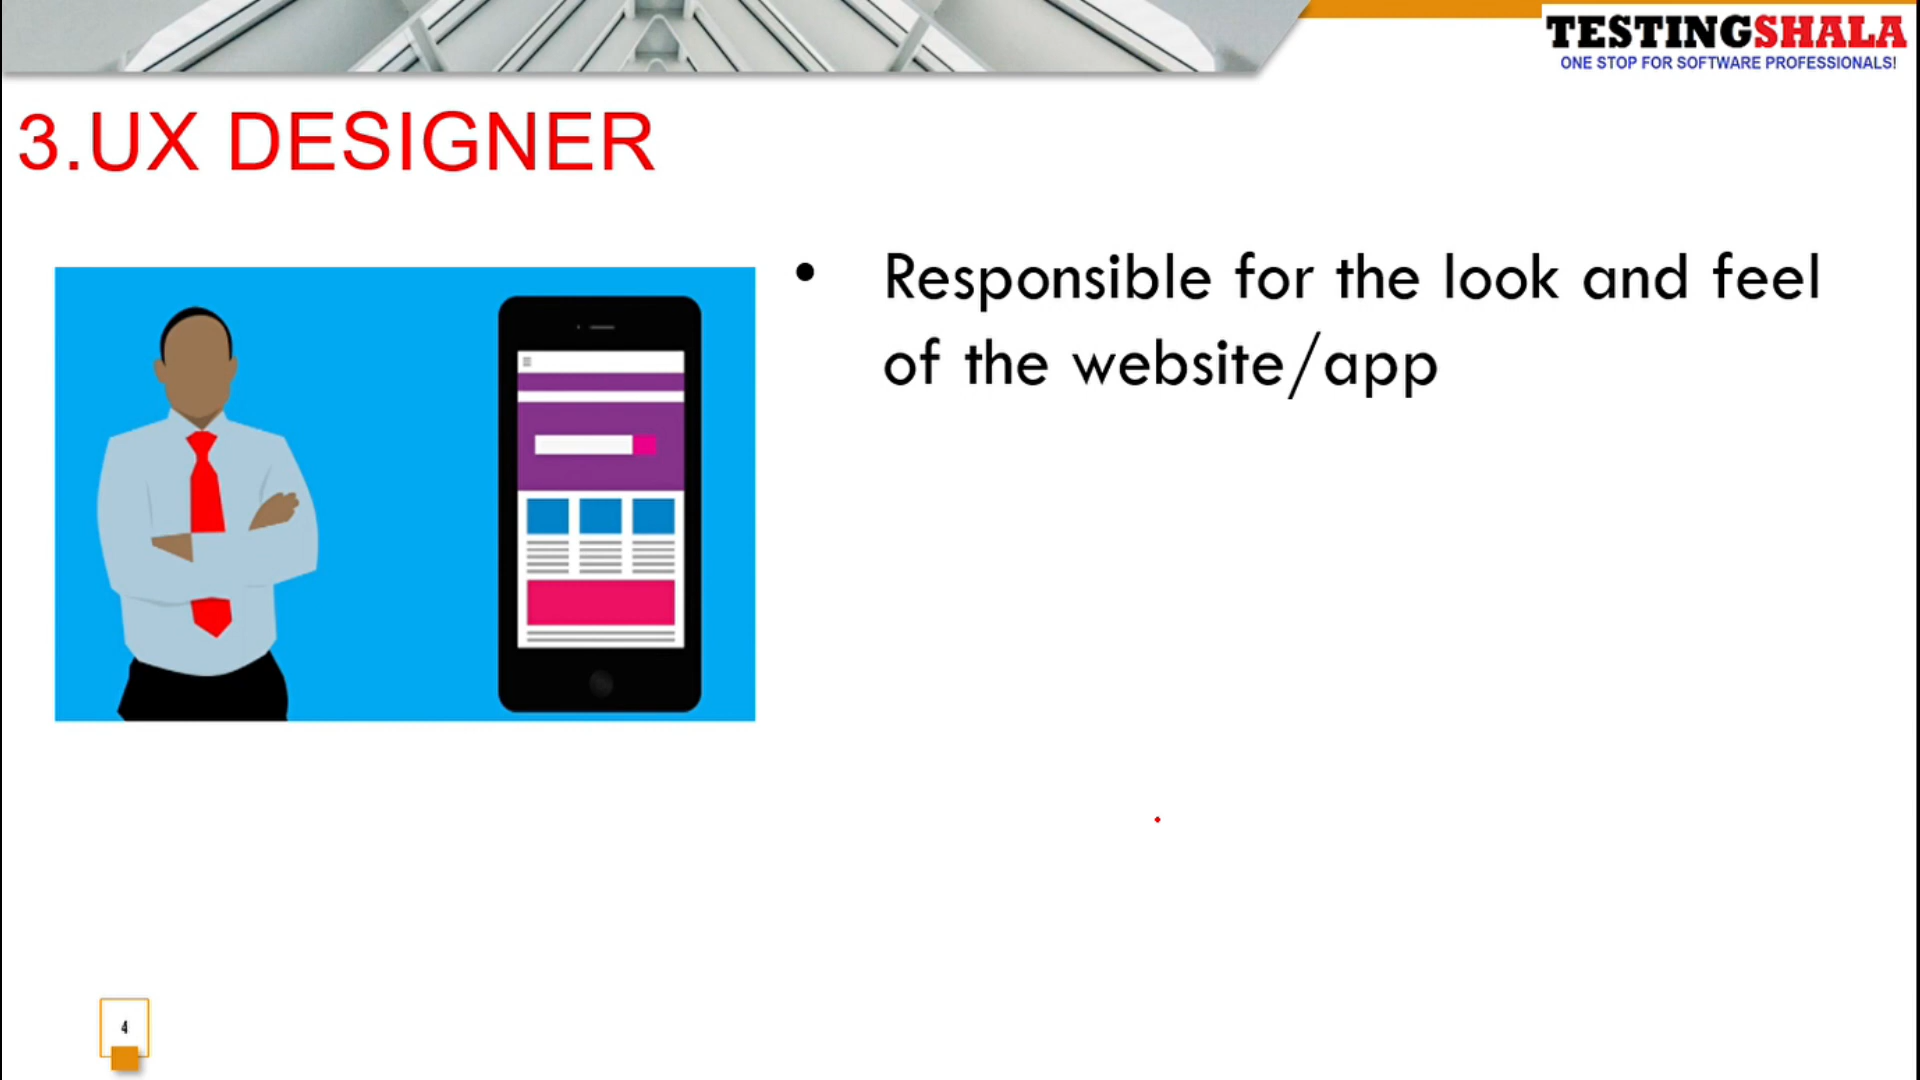 TESTINGSHALA
ONE STOP FOR SOFTWARE PROFESSIONALS!
3.UX DESIGNER
• Responsible for the look and feel
of the website/app
4